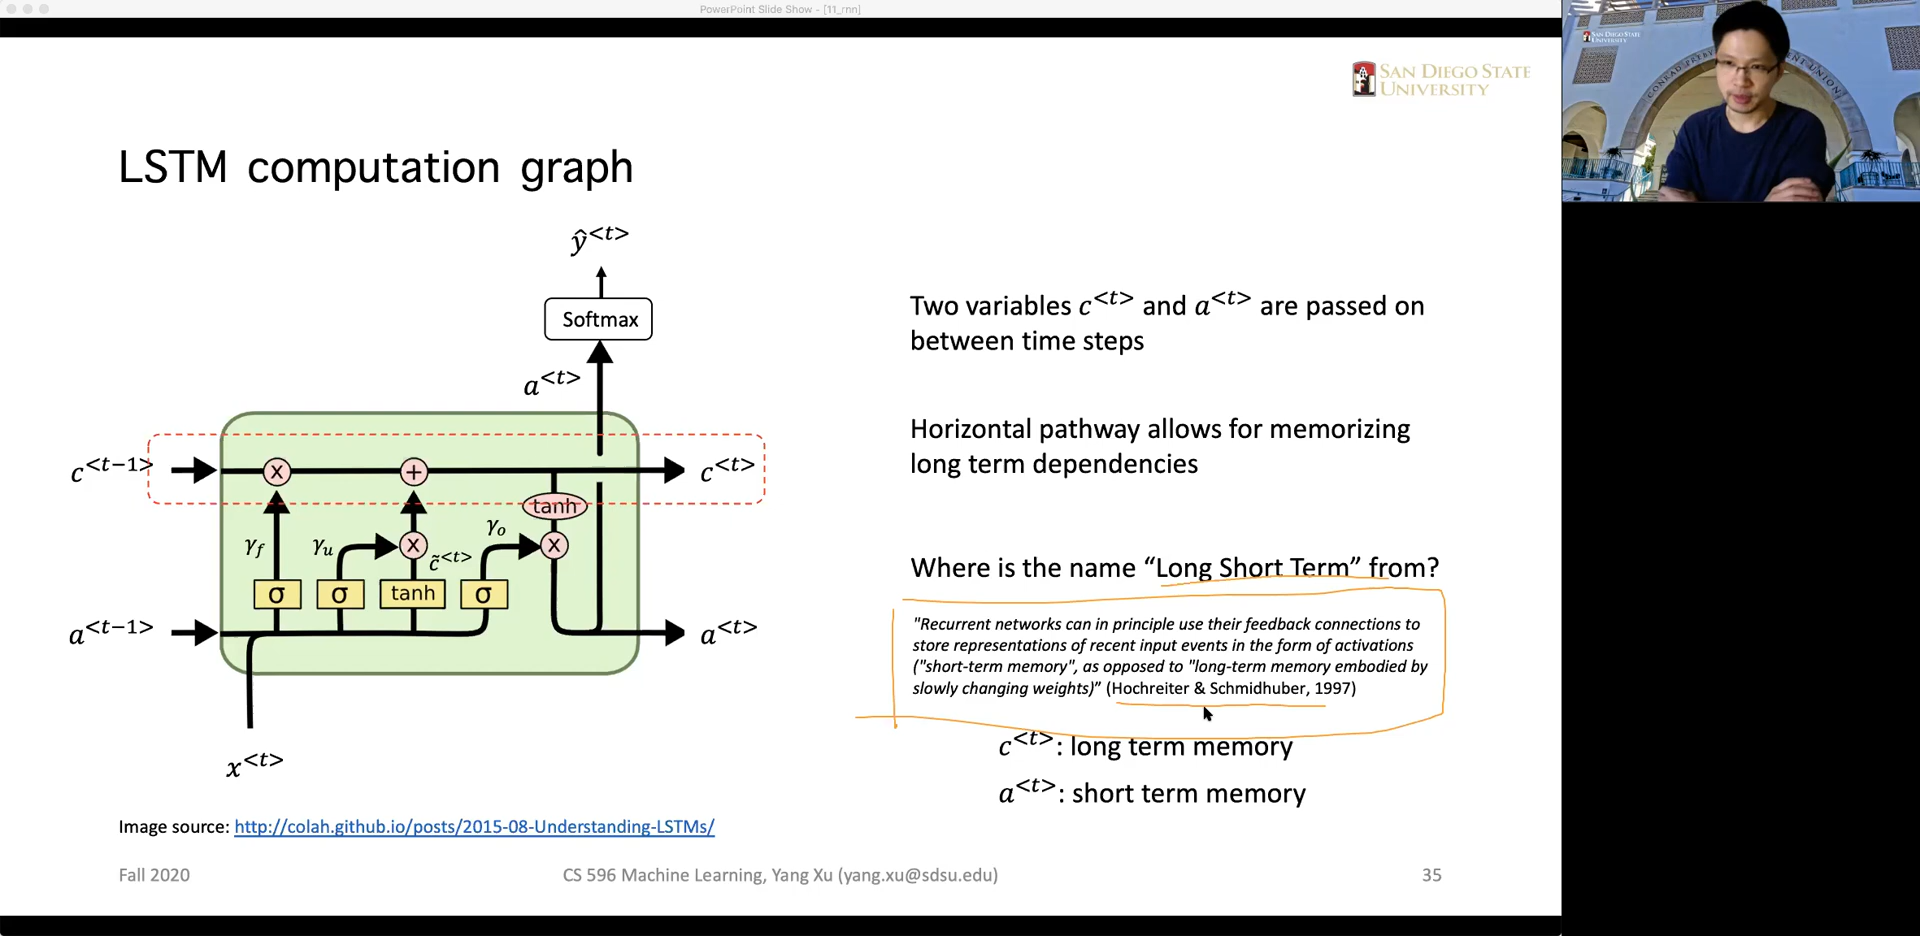 PowerPoint Slide Show - [11_rnn]
SAN DIEGO STATE
UNIVERSITY
LSTM computation graph
ŷ<t>
Softmax
a<t>
c<t−1>
x
+
c<t>
tanh
γf
γu
x
c̃<t>
γo
x
σ
σ
tanh
σ
a<t−1>
a<t>
x<t>
Image source: http://colah.github.io/posts/2015-08-Understanding-LSTMs/
Two variables c<t> and a<t> are passed on
between time steps
Horizontal pathway allows for memorizing
long term dependencies
Where is the name “Long Short Term” from?
"Recurrent networks can in principle use their feedback connections to
store representations of recent input events in the form of activations
("short-term memory", as opposed to "long-term memory embodied by
slowly changing weights)” (Hochreiter & Schmidhuber, 1997)
c<t>: long term memory
a<t>: short term memory
Fall 2020
CS 596 Machine Learning, Yang Xu (yang.xu@sdsu.edu)
35
SAN DIEGO STATE
UNIVERSITY